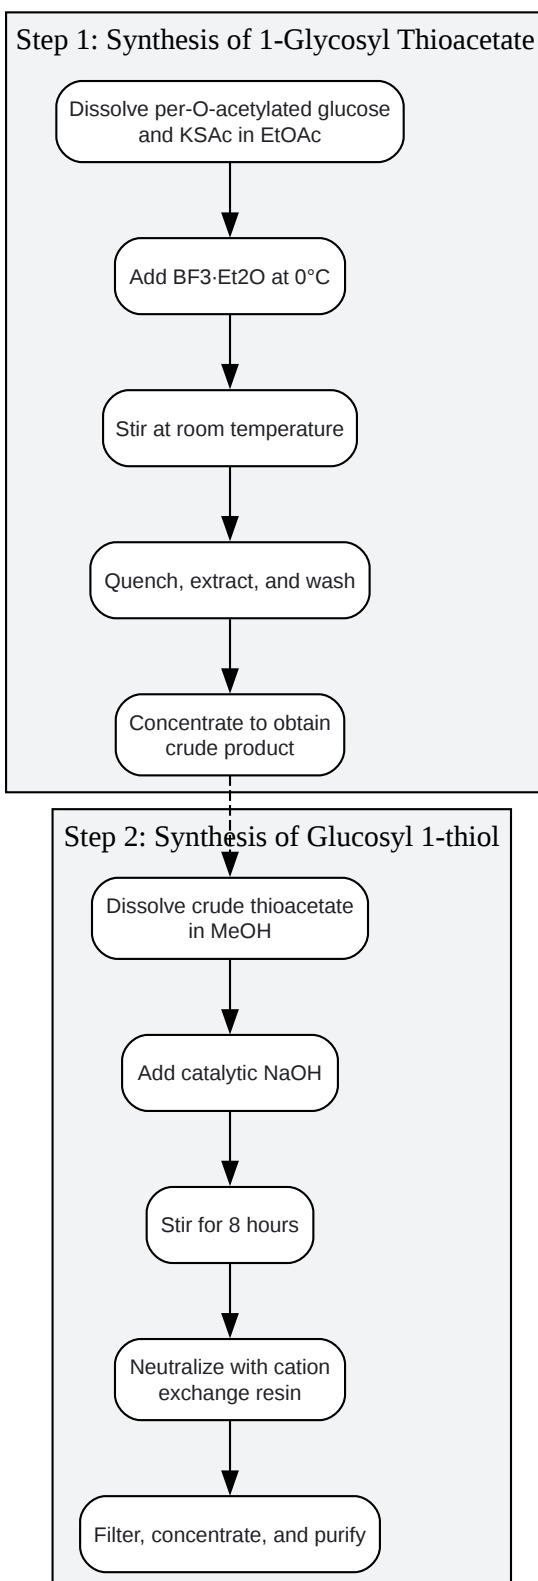 Step 1: Synthesis of 1-Glycosyl Thioacetate
Dissolve per-O-acetylated glucose
and KSAc in EtOAc
Add BF3·Et2O at 0°C
Stir at room temperature
Quench, extract, and wash
Concentrate to obtain
crude product
Step 2: Synthesis of Glucosyl 1-thiol
Dissolve crude thioacetate
in MeOH
Add catalytic NaOH
Stir for 8 hours
Neutralize with cation
exchange resin
Filter, concentrate, and purify